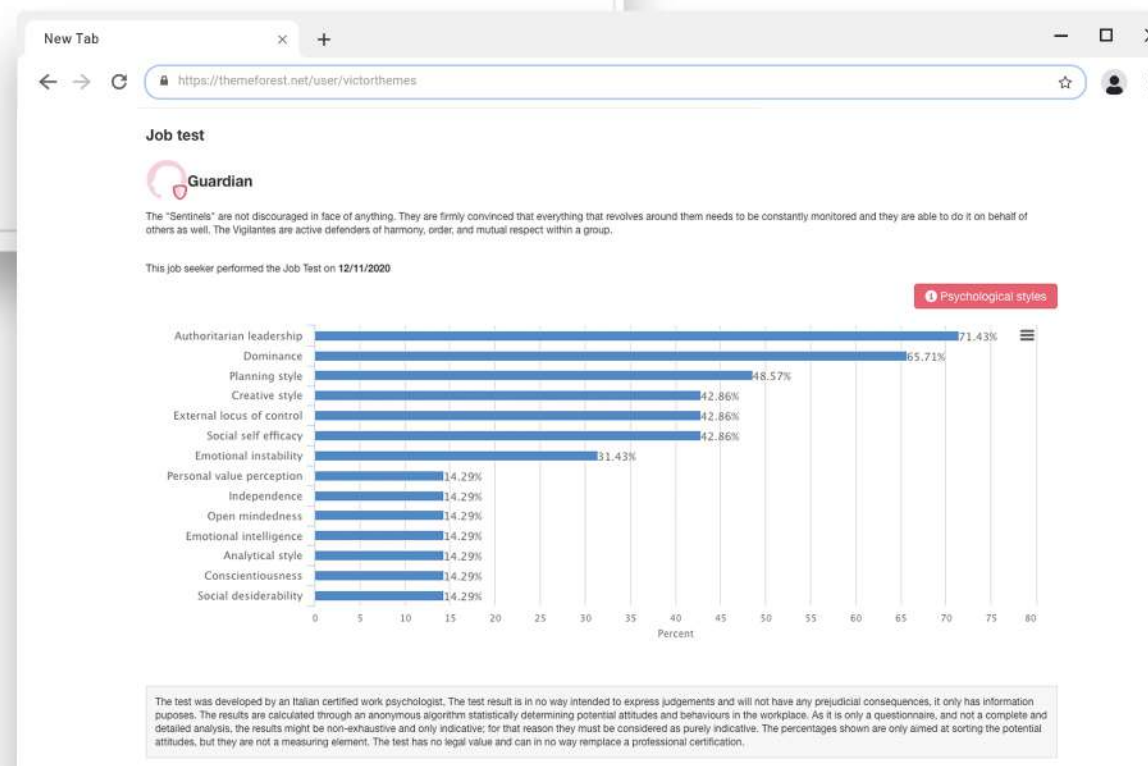 New Tab
https://themeforest.net/user/victorthemes
Job test
Guardian
The "Sentinels" are not discouraged in face of anything. They are firmly convinced that everything that revolves around them needs to be constantly monitored and they are able to do it on behalf of
others as well. The Vigilantes are active defenders of harmony, order, and mutual respect within a group.
This job seeker performed the Job Test on 12/11/2020
Psychological styles
Authoritarian leadership 71.43%
Dominance 65.71%
Planning style 48.57%
Creative style 42.86%
External locus of control 42.86%
Social self efficacy 42.86%
Emotional instability 31.43%
Personal value perception 14.29%
Independence 14.29%
Open mindedness 14.29%
Emotional intelligence 14.29%
Analytical style 14.29%
Conscientiousness 14.29%
Social desiderability 14.29%
0 5 10 15 20 25 30 35 40 45 50 55 60 65 70 75 80
Percent
The test was developed by an Italian certified work psychologist, The test result is in no way intended to express judgements and will not have any prejudicial consequences, it only has information
puposes. The results are calculated through an anonymous algorithm statistically determining potential attitudes and behaviours in the workplace. As it is only a questionnaire, and not a complete and
detailed analysis, the results might be non-exhaustive and only indicative; for that reason they must be considered as purely indicative. The percentages shown are only aimed at sorting the potential
attitudes, but they are not a measuring element. The test has no legal value and can in no way remplace a professional certification.